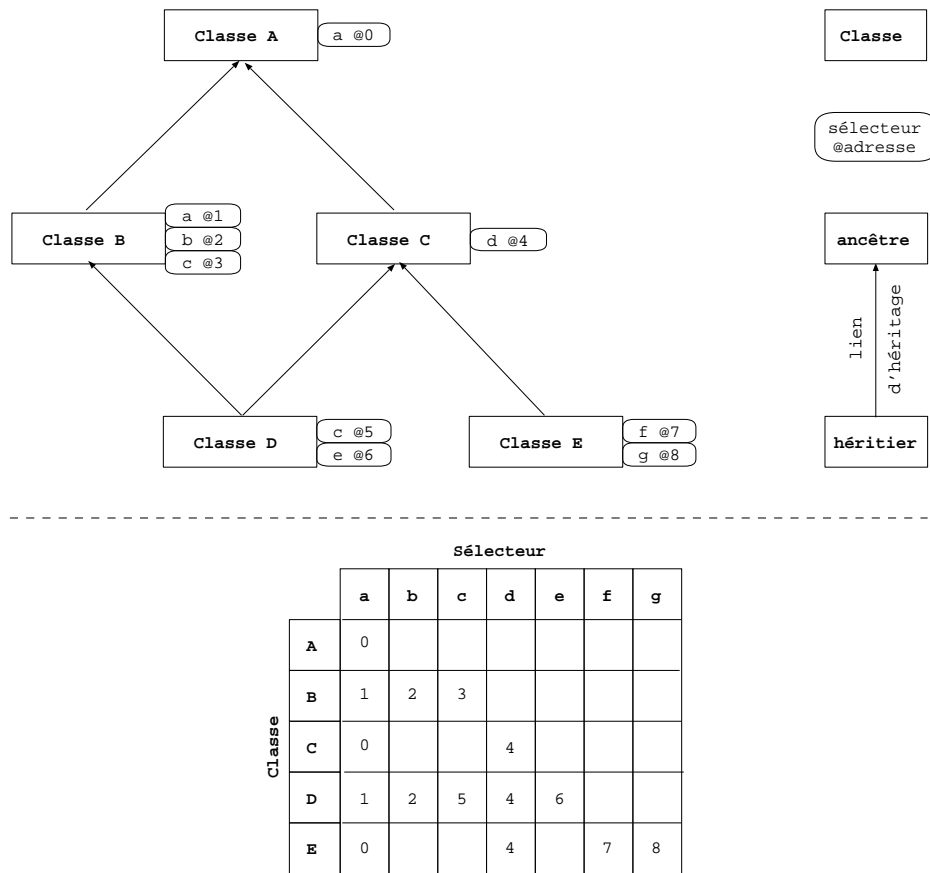 Classe A
a @0
Classe
sélecteur
@adresse
Classe B
a @1
b @2
c @3
Classe C
d @4
ancêtre
lien
d'héritage
Classe D
c @5
e @6
Classe E
f @7
g @8
héritier
Sélecteur
a b c d e f g
Classe
A 0
B 1 2 3
C 0 4
D 1 2 5 4 6
E 0 4 7 8